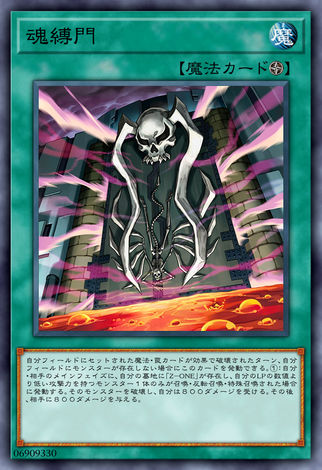 魂縛門
魔
【魔法カード】
自分フィールドにセットされた魔法・罠カードが効果で破壊されたターン、自分フィ
ールドにモンスターが存在しない場合にこのカードを発動できる。①：自分
・相手のメインフェイズに、自分の墓地に「Z－ONE」が存在し、自分のLPの数値よ
り低い攻撃力を持つモンスター１体のみが召喚・反転召喚・特殊召喚された場合
に発動する。そのモンスターを破壊し、自分は８００ダメージを受ける。その後、
相手に８００ダメージを与える。
06909330